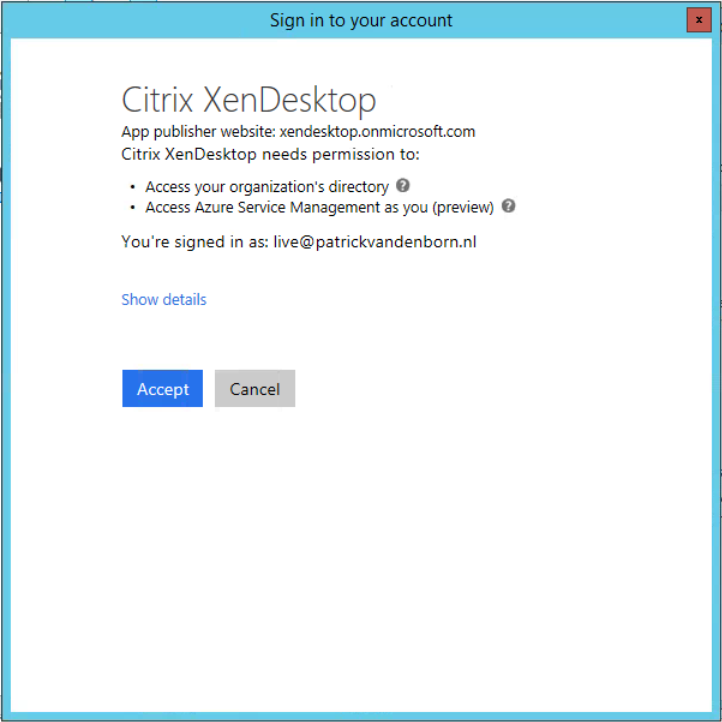 Sign in to your account
x
Citrix XenDesktop
App publisher website: xendesktop.onmicrosoft.com
Citrix XenDesktop needs permission to:
• Access your organization's directory ?
• Access Azure Service Management as you (preview) ?
You're signed in as: live@patrickvandenborn.nl
Show details
Accept Cancel